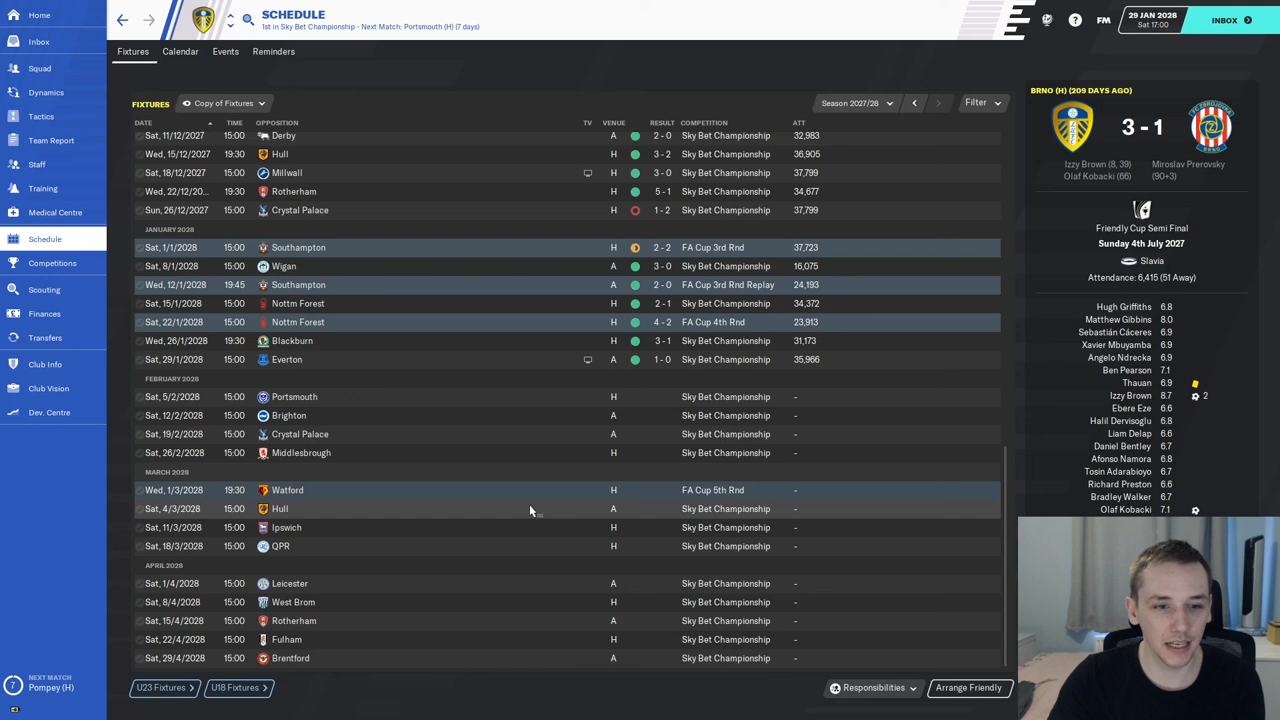 Home
SCHEDULE
1st in Sky Bet Championship - Next Match: Portsmouth (H) (7 days)
FM
29 JAN 2028
Sat 17:00
INBOX
Inbox
Squad
Dynamics
Tactics
Team Report
Staff
Training
Medical Centre
Schedule
Competitions
Scouting
Finances
Transfers
Club Info
Club Vision
Dev. Centre
NEXT MATCH
7 Pompey (H)
Fixtures Calendar Events Reminders
FIXTURES Copy of Fixtures Season 2027/28 Filter
DATE TIME OPPOSITION TV VENUE RESULT COMPETITION ATT
Sat, 11/12/2027 15:00 Derby A 2 - 0 Sky Bet Championship 32,983
Wed, 15/12/2027 19:30 Hull H 3 - 2 Sky Bet Championship 36,905
Sat, 18/12/2027 15:00 Millwall H 3 - 0 Sky Bet Championship 37,799
Wed, 22/12/20... 19:30 Rotherham H 5 - 1 Sky Bet Championship 34,677
Sun, 26/12/2027 15:00 Crystal Palace H 1 - 2 Sky Bet Championship 37,799
JANUARY 2028
Sat, 1/1/2028 15:00 Southampton H 2 - 2 FA Cup 3rd Rnd 37,723
Sat, 8/1/2028 15:00 Wigan A 3 - 0 Sky Bet Championship 16,075
Wed, 12/1/2028 19:45 Southampton A 2 - 0 FA Cup 3rd Rnd Replay 24,193
Sat, 15/1/2028 15:00 Nottm Forest H 2 - 1 Sky Bet Championship 34,372
Sat, 22/1/2028 15:00 Nottm Forest H 4 - 2 FA Cup 4th Rnd 23,913
Wed, 26/1/2028 19:30 Blackburn H 3 - 1 Sky Bet Championship 31,173
Sat, 29/1/2028 15:00 Everton A 1 - 0 Sky Bet Championship 35,966
FEBRUARY 2028
Sat, 5/2/2028 15:00 Portsmouth H Sky Bet Championship -
Sat, 12/2/2028 15:00 Brighton A Sky Bet Championship -
Sat, 19/2/2028 15:00 Crystal Palace A Sky Bet Championship -
Sat, 26/2/2028 15:00 Middlesbrough H Sky Bet Championship -
MARCH 2028
Wed, 1/3/2028 19:30 Watford H FA Cup 5th Rnd -
Sat, 4/3/2028 15:00 Hull A Sky Bet Championship -
Sat, 11/3/2028 15:00 Ipswich H Sky Bet Championship -
Sat, 18/3/2028 15:00 QPR H Sky Bet Championship -
APRIL 2028
Sat, 1/4/2028 15:00 Leicester A Sky Bet Championship -
Sat, 8/4/2028 15:00 West Brom H Sky Bet Championship -
Sat, 15/4/2028 15:00 Rotherham A Sky Bet Championship -
Sat, 22/4/2028 15:00 Fulham H Sky Bet Championship -
Sat, 29/4/2028 15:00 Brentford A Sky Bet Championship -
U23 Fixtures U18 Fixtures Responsibilities Arrange Friendly
BRNO (H) (209 DAYS AGO)
3 - 1
Izzy Brown (8, 39) Miroslav Prerovsky
Olaf Kobacki (66) (90+3)
Friendly Cup Semi Final
Sunday 4th July 2027
Slavia
Attendance: 6,415 (51 Away)
Hugh Griffiths 6.8
Matthew Gibbins 8.0
Sebastián Cáceres 6.9
Xavier Mbuyamba 6.9
Angelo Ndrecka 6.9
Ben Pearson 7.1
Thauan 6.9
Izzy Brown 8.7 2
Ebere Eze 6.6
Halil Dervisoglu 6.8
Liam Delap 6.6
Daniel Bentley 6.7
Afonso Namora 6.8
Tosin Adarabioyo 6.7
Richard Preston 6.6
Bradley Walker 6.7
Olaf Kobacki 7.1